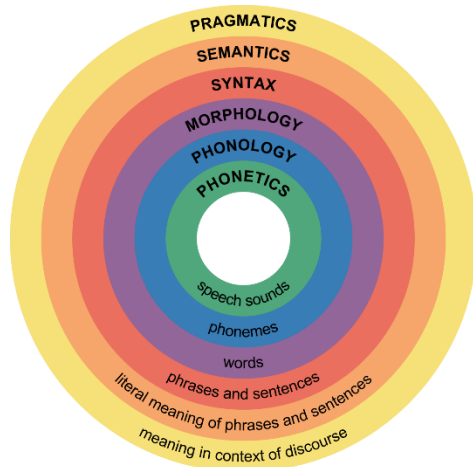 PRAGMATICS
SEMANTICS
SYNTAX
MORPHOLOGY
PHONOLOGY
PHONETICS
speech sounds
phonemes
words
phrases and sentences
literal meaning of phrases and sentences
meaning in context of discourse